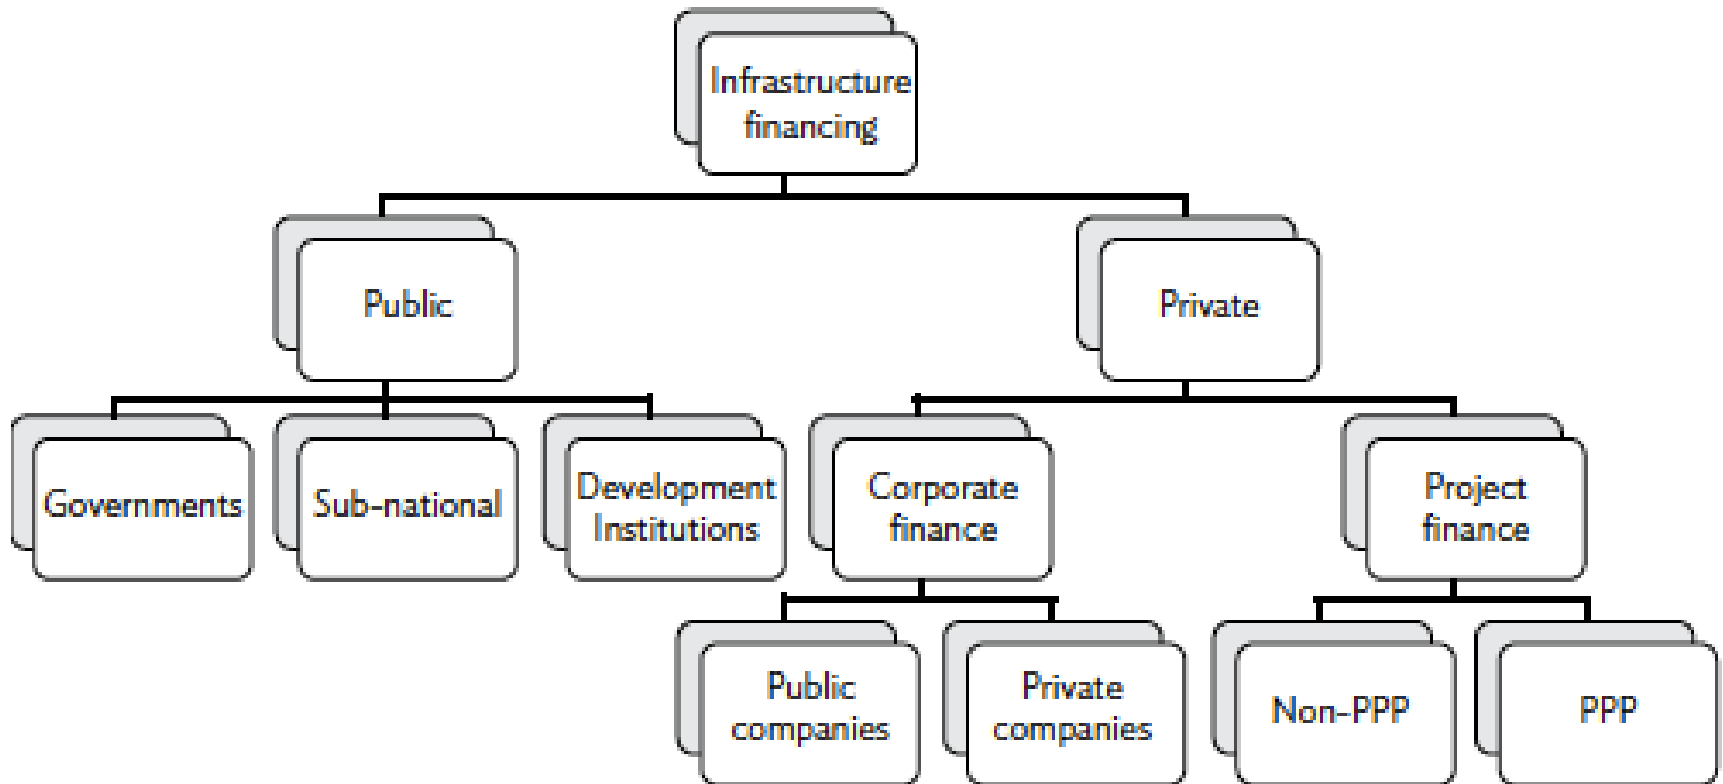 Infrastructure
financing
Public
Private
Governments
Sub-national
Development
Institutions
Corporate
finance
Project
finance
Public
companies
Private
companies
Non-PPP
PPP